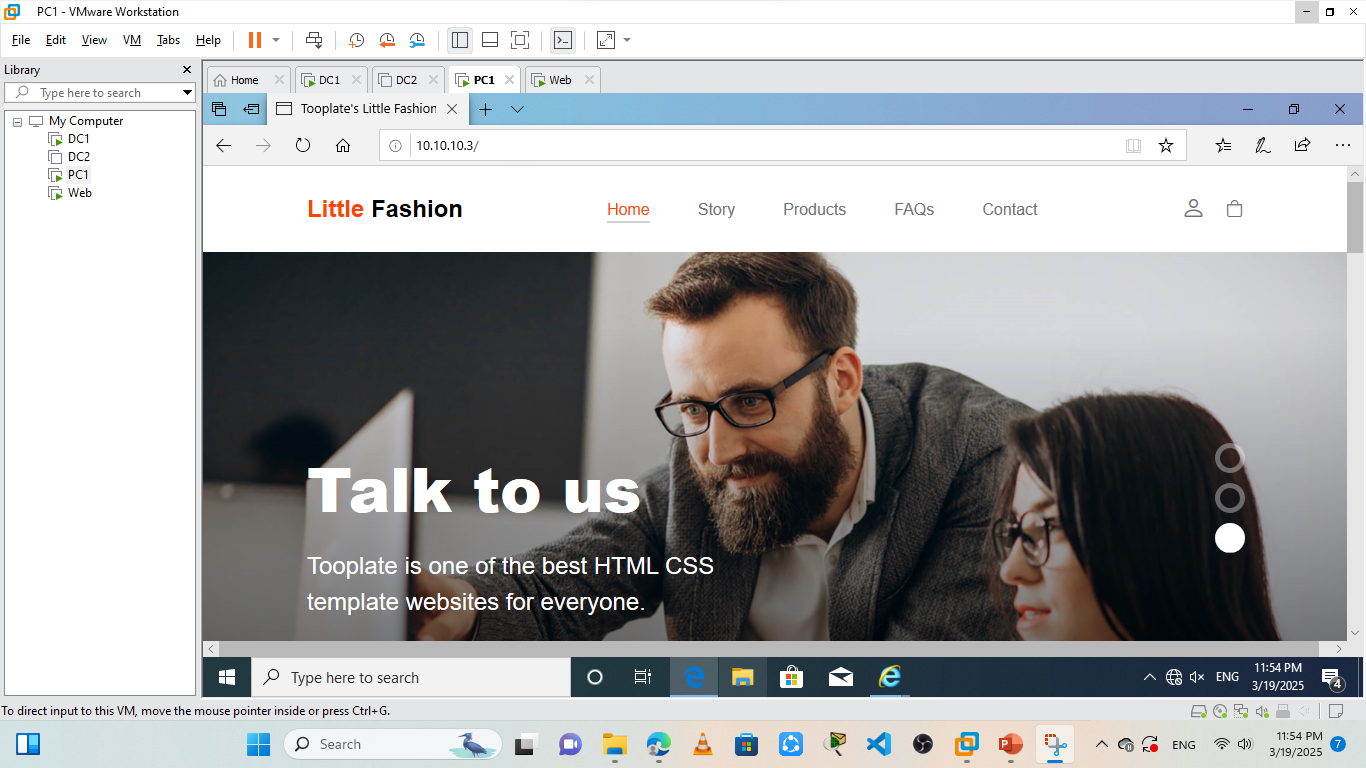 PC1 - VMware Workstation
File Edit View VM Tabs Help
Library
Type here to search
My Computer
DC1
DC2
PC1
Web
Home DC1 DC2 PC1 Web
Tooplate's Little Fashion
10.10.10.3/
Little Fashion
Home Story Products FAQs Contact
Talk to us
Tooplate is one of the best HTML CSS
template websites for everyone.
Type here to search
ENG
11:54 PM
3/19/2025
4
To direct input to this VM, move the mouse pointer inside or press Ctrl+G.
Search
ENG
11:54 PM
3/19/2025
7